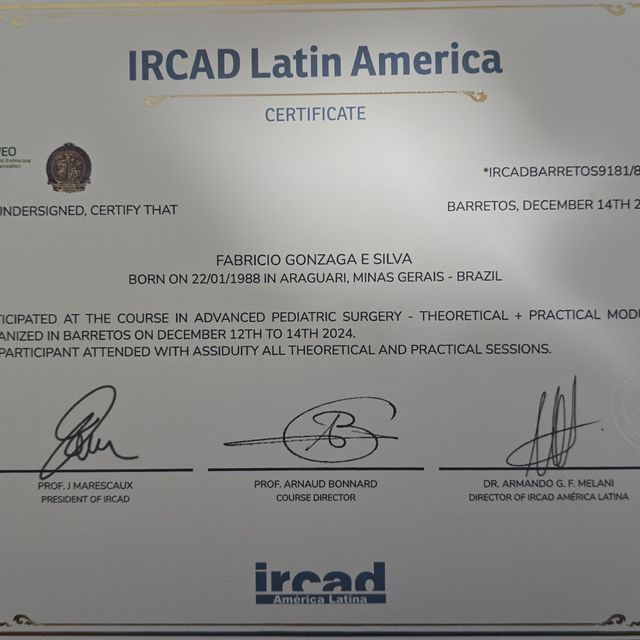 IRCAD Latin America
CERTIFICATE
*IRCADBARRETOS9181/8
UNDERSIGNED, CERTIFY THAT
BARRETOS, DECEMBER 14TH 2
FABRICIO GONZAGA E SILVA
BORN ON 22/01/1988 IN ARAGUARI, MINAS GERAIS - BRAZIL
TICIPATED AT THE COURSE IN ADVANCED PEDIATRIC SURGERY - THEORETICAL + PRACTICAL MODU
ANIZED IN BARRETOS ON DECEMBER 12TH TO 14TH 2024.
PARTICIPANT ATTENDED WITH ASSIDUITY ALL THEORETICAL AND PRACTICAL SESSIONS.
PROF. J MARESCAUX
PRESIDENT OF IRCAD
PROF. ARNAUD BONNARD
COURSE DIRECTOR
DR. ARMANDO G. F. MELANI
DIRECTOR OF IRCAD AMÉRICA LATINA
ircad
América Latina